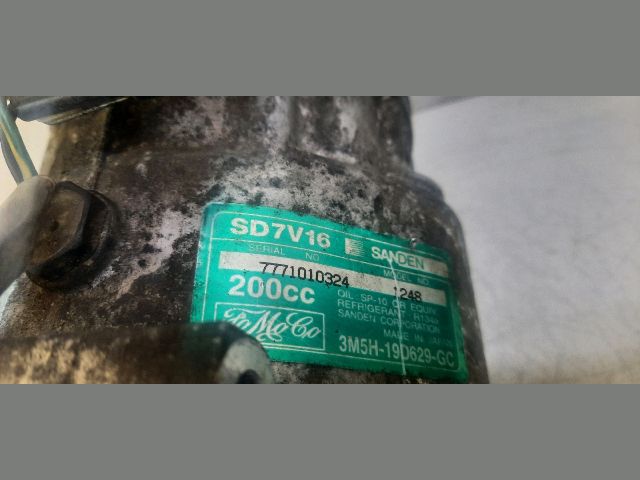 SD7V16 SANDEN
SERIAL NO. MODEL NO.
7771010324 1248
200cc
OIL SP-10 OR EQUIV.
REFRIGERANT R134a
SANDEN CORPORATION
MADE IN JAPAN
FoMoCo
3M5H-19D629-GC